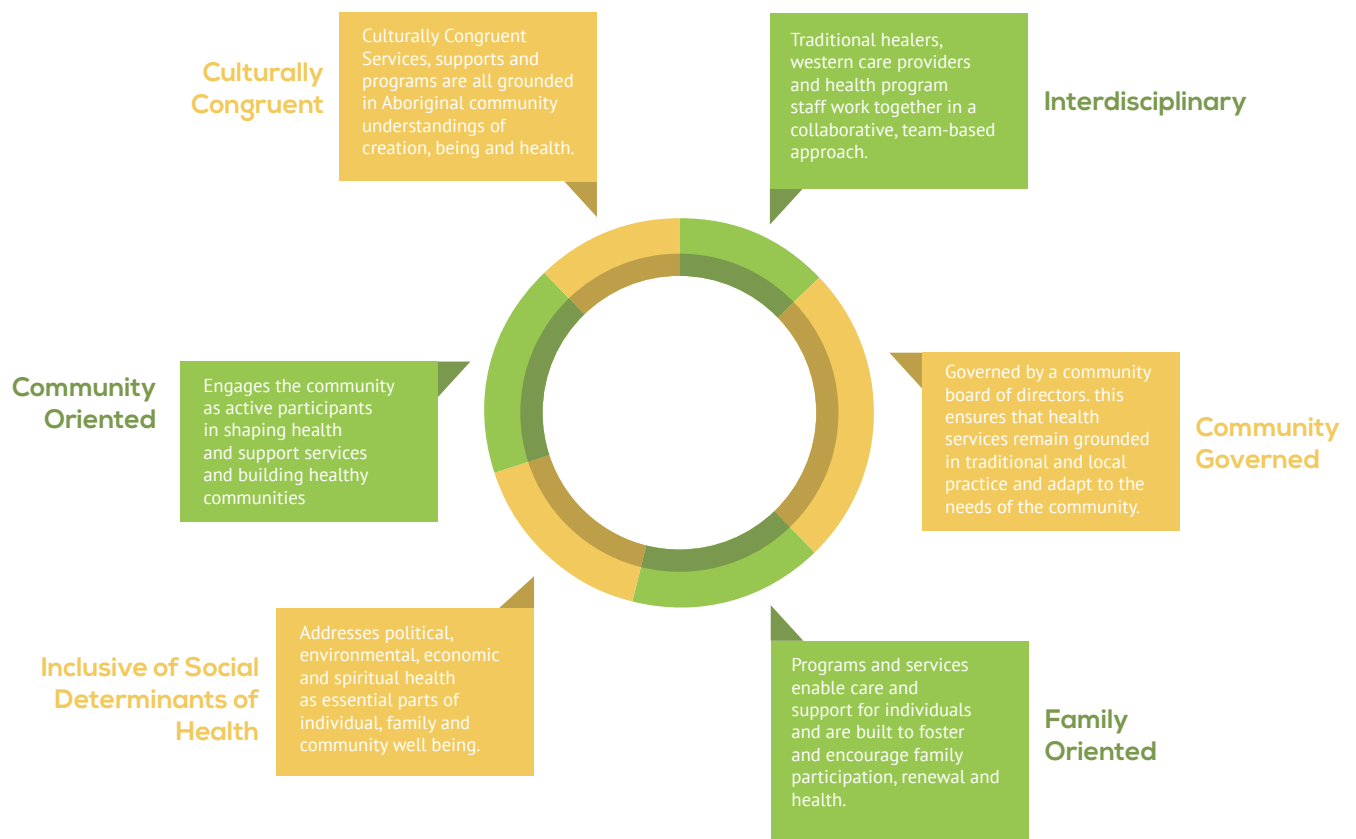 Culturally
Congruent
Culturally Congruent
Services, supports and
programs are all grounded
in Aboriginal community
understandings of
creation, being and health.
Traditional healers,
western care providers
and health program
staff work together in a
collaborative, team-based
approach.
Interdisciplinary
Community
Oriented
Engages the community
as active participants
in shaping health
and support services
and building healthy
communities
Governed by a community
board of directors. this
ensures that health
services remain grounded
in traditional and local
practice and adapt to the
needs of the community.
Community
Governed
Inclusive of Social
Determinants of
Health
Addresses political,
environmental, economic
and spiritual health
as essential parts of
individual, family and
community well being.
Programs and services
enable care and
support for individuals
and are built to foster
and encourage family
participation, renewal and
health.
Family
Oriented